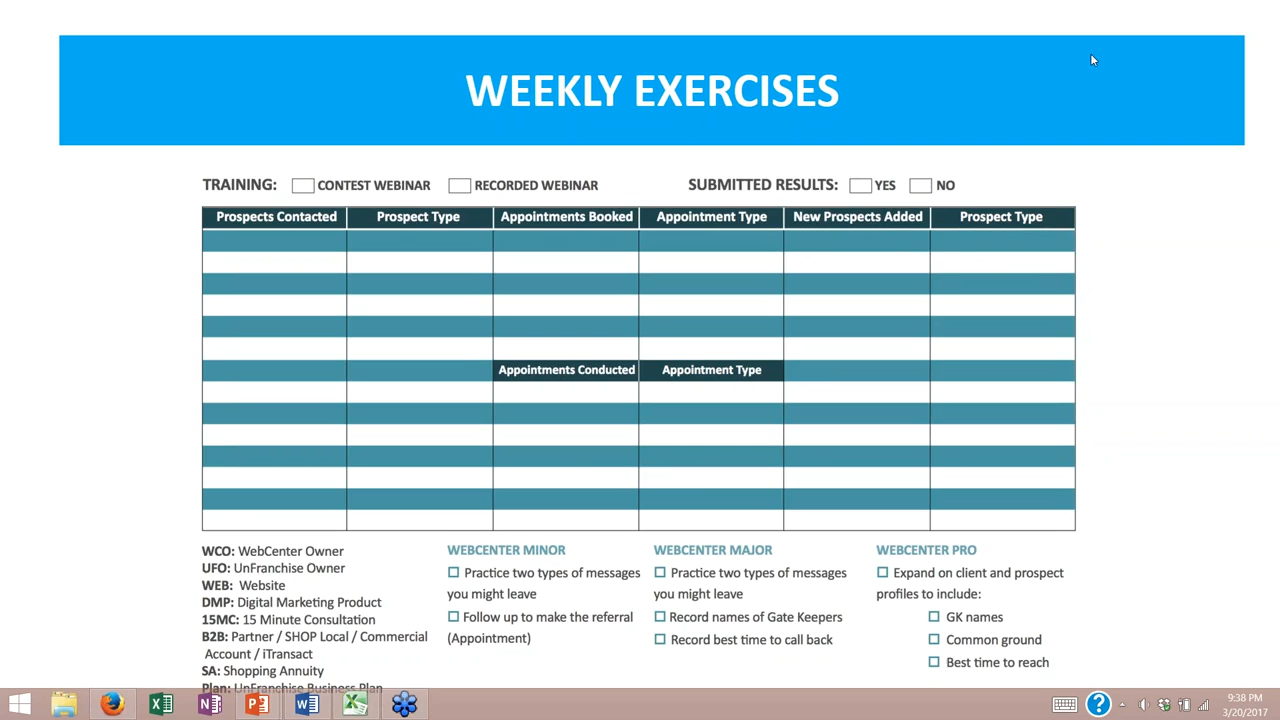 WEEKLY EXERCISES
TRAINING: CONTEST WEBINAR RECORDED WEBINAR SUBMITTED RESULTS: YES NO
Prospects Contacted Prospect Type Appointments Booked Appointment Type New Prospects Added Prospect Type
Appointments Conducted Appointment Type
WCO: WebCenter Owner
UFO: UnFranchise Owner
WEB: Website
DMP: Digital Marketing Product
15MC: 15 Minute Consultation
B2B: Partner / SHOP Local / Commercial
Account / iTransact
SA: Shopping Annuity
Plan: UnFranchise Business Plan
WEBCENTER MINOR
Practice two types of messages
you might leave
Follow up to make the referral
(Appointment)
WEBCENTER MAJOR
Practice two types of messages
you might leave
Record names of Gate Keepers
Record best time to call back
WEBCENTER PRO
Expand on client and prospect
profiles to include:
GK names
Common ground
Best time to reach
9:38 PM
3/20/2017